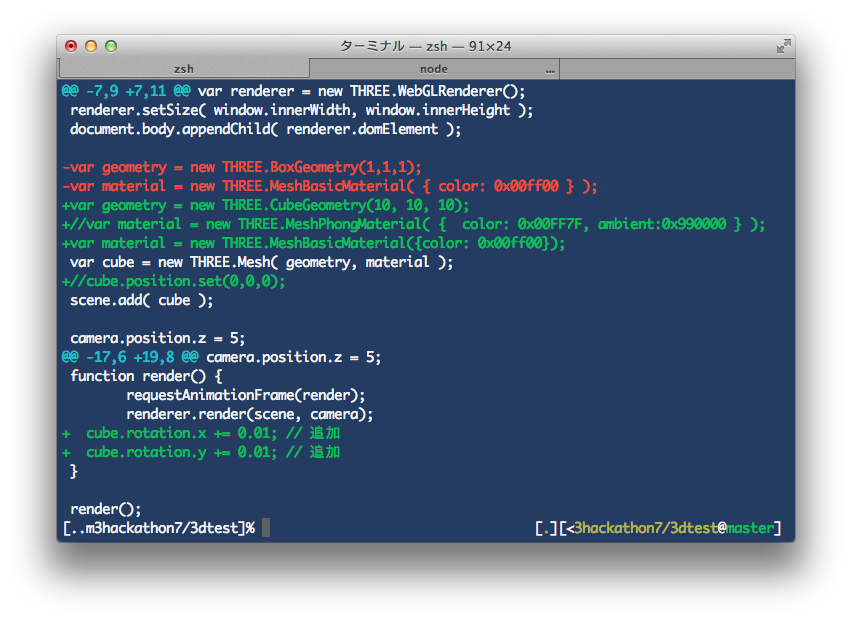 ターミナル — zsh — 91×24
zsh
node
...
@@ -7,9 +7,11 @@ var renderer = new THREE.WebGLRenderer();
 renderer.setSize( window.innerWidth, window.innerHeight );
 document.body.appendChild( renderer.domElement );
-var geometry = new THREE.BoxGeometry(1,1,1);
-var material = new THREE.MeshBasicMaterial( { color: 0x00ff00 } );
+var geometry = new THREE.CubeGeometry(10, 10, 10);
+//var material = new THREE.MeshPhongMaterial( {  color: 0x00FF7F, ambient:0x990000 } );
+var material = new THREE.MeshBasicMaterial({color: 0x00ff00});
 var cube = new THREE.Mesh( geometry, material );
+//cube.position.set(0,0,0);
 scene.add( cube );
 camera.position.z = 5;
@@ -17,6 +19,8 @@ camera.position.z = 5;
 function render() {
        requestAnimationFrame(render);
        renderer.render(scene, camera);
+  cube.rotation.x += 0.01; // 追加
+  cube.rotation.y += 0.01; // 追加
 }
 render();
[..m3hackathon7/3dtest]% [.][<3hackathon7/3dtest@master]